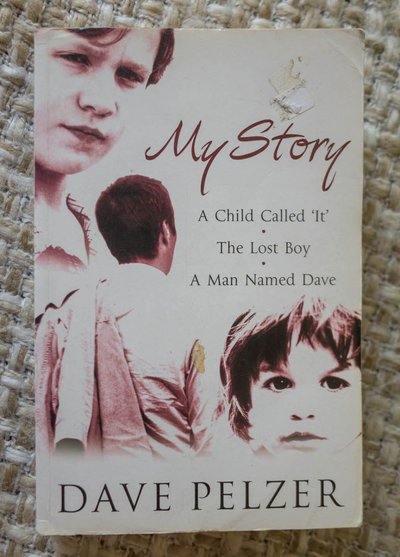 My Story
A Child Called 'It'
•
The Lost Boy
•
A Man Named Dave
DAVE PELZER